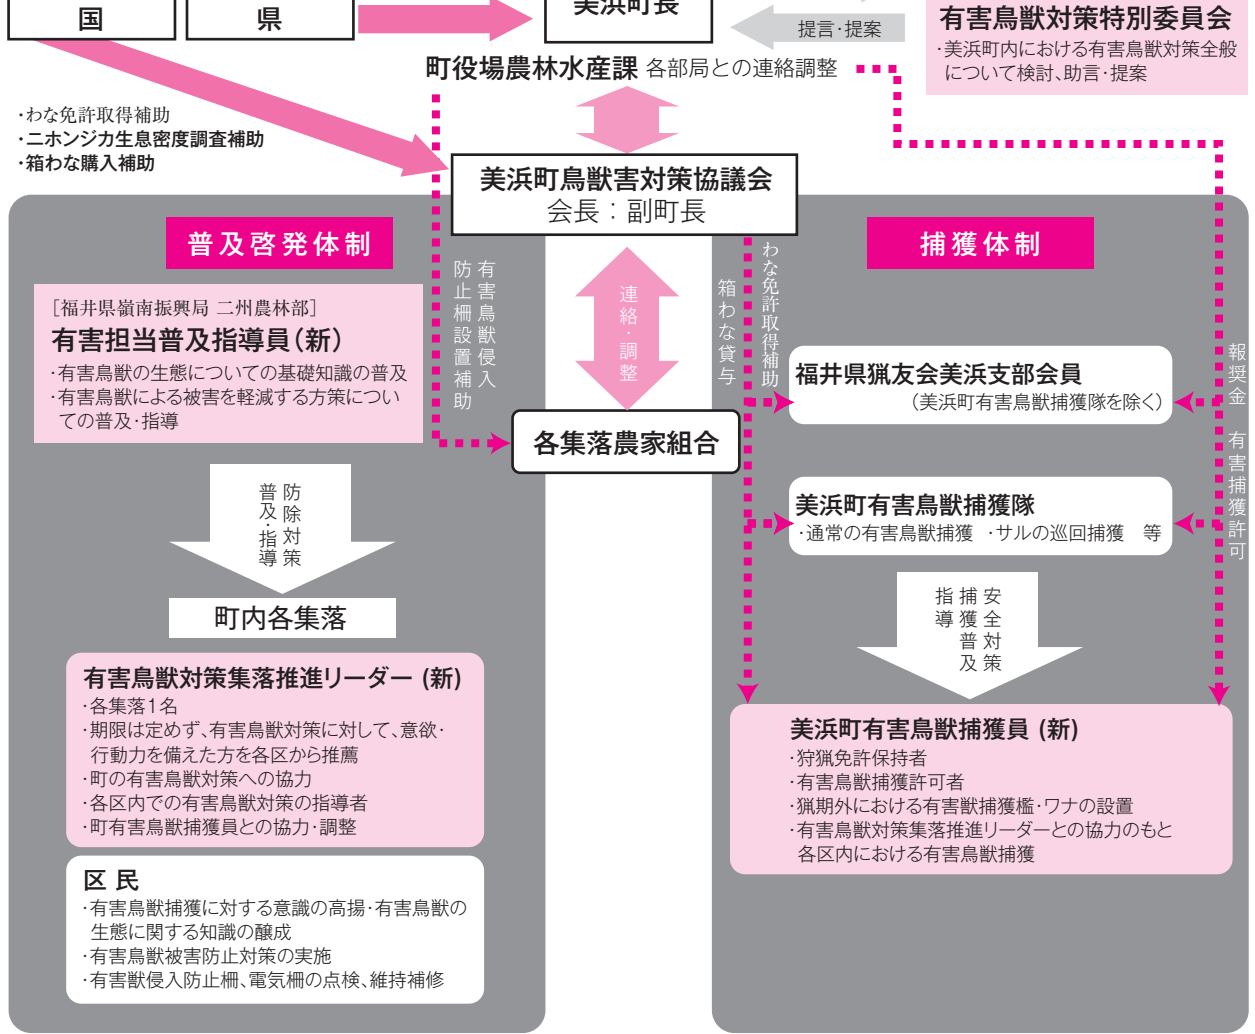 国
県
美浜町長
提言・提案
有害鳥獣対策特別委員会
・美浜町内における有害鳥獣対策全般
について検討、助言・提案
町役場農林水産課 各部局との連絡調整
・わな免許取得補助
・ニホンジカ生息密度調査補助
・箱わな購入補助
美浜町鳥獣害対策協議会
会長：副町長
普及啓発体制
［福井県嶺南振興局 二州農林部］
有害担当普及指導員（新）
・有害鳥獣の生態についての基礎知識の普及
・有害鳥獣による被害を軽減する方策につい
ての普及・指導
有害鳥獣侵入
防止柵設置補助
連絡・調整
各集落農家組合
防除対策
普及・指導
町内各集落
有害鳥獣対策集落推進リーダー (新)
・各集落1名
・期限は定めず、有害鳥獣対策に対して、意欲・
行動力を備えた方を各区から推薦
・町の有害鳥獣対策への協力
・各区内での有害鳥獣対策の指導者
・町有害鳥獣捕獲員との協力・調整
区 民
・有害鳥獣捕獲に対する意識の高揚・有害鳥獣の
生態に関する知識の醸成
・有害鳥獣被害防止対策の実施
・有害獣侵入防止柵、電気柵の点検、維持補修
捕獲体制
わな免許取得補助
箱わな貸与
福井県猟友会美浜支部会員
（美浜町有害鳥獣捕獲隊を除く）
美浜町有害鳥獣捕獲隊
・通常の有害鳥獣捕獲 ・サルの巡回捕獲 等
報奨金 有害捕獲許可
安全対策
捕獲普及
指導
美浜町有害鳥獣捕獲員 (新)
・狩猟免許保持者
・有害鳥獣捕獲許可者
・猟期外における有害獣捕獲檻・ワナの設置
・有害鳥獣対策集落推進リーダーとの協力のもと
各区内における有害鳥獣捕獲